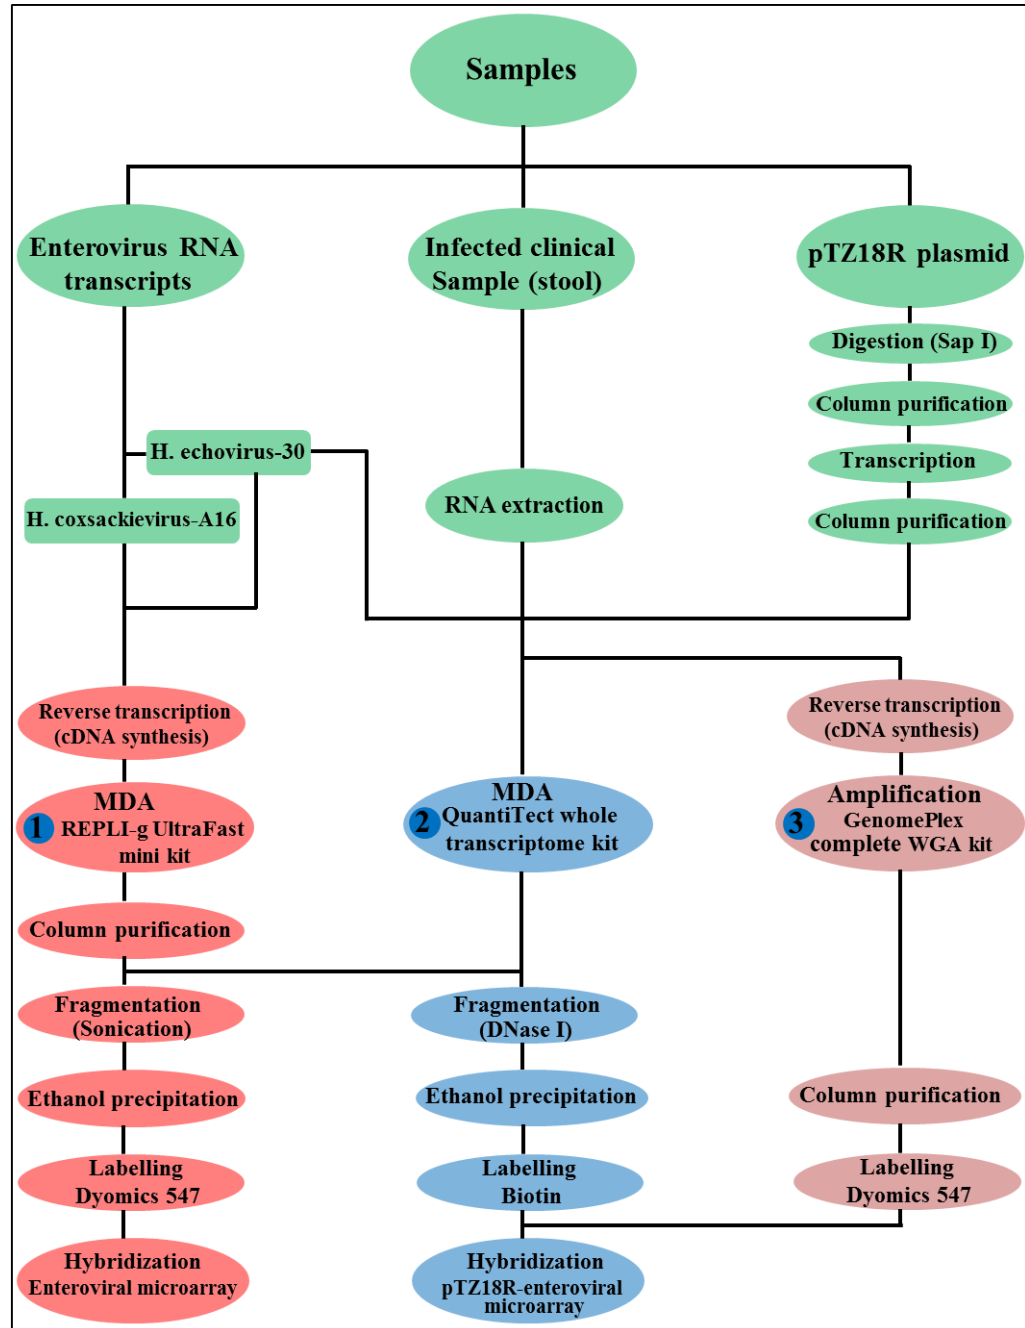 Samples
Enterovirus RNA
transcripts
Infected clinical
Sample (stool)
pTZ18R plasmid
Digestion (Sap I)
Column purification
Transcription
Column purification
H. echovirus-30
H. coxsackievirus-A16
RNA extraction
Reverse transcription
(cDNA synthesis)
Reverse transcription
(cDNA synthesis)
1
MDA
REPLI-g UltraFast
mini kit
2
MDA
QuantiTect whole
transcriptome kit
3
Amplification
GenomePlex
complete WGA kit
Column purification
Fragmentation
(Sonication)
Fragmentation
(DNase I)
Ethanol precipitation
Ethanol precipitation
Column purification
Labelling
Dyomics 547
Labelling
Biotin
Labelling
Dyomics 547
Hybridization
Enteroviral microarray
Hybridization
pTZ18R-enteroviral
microarray